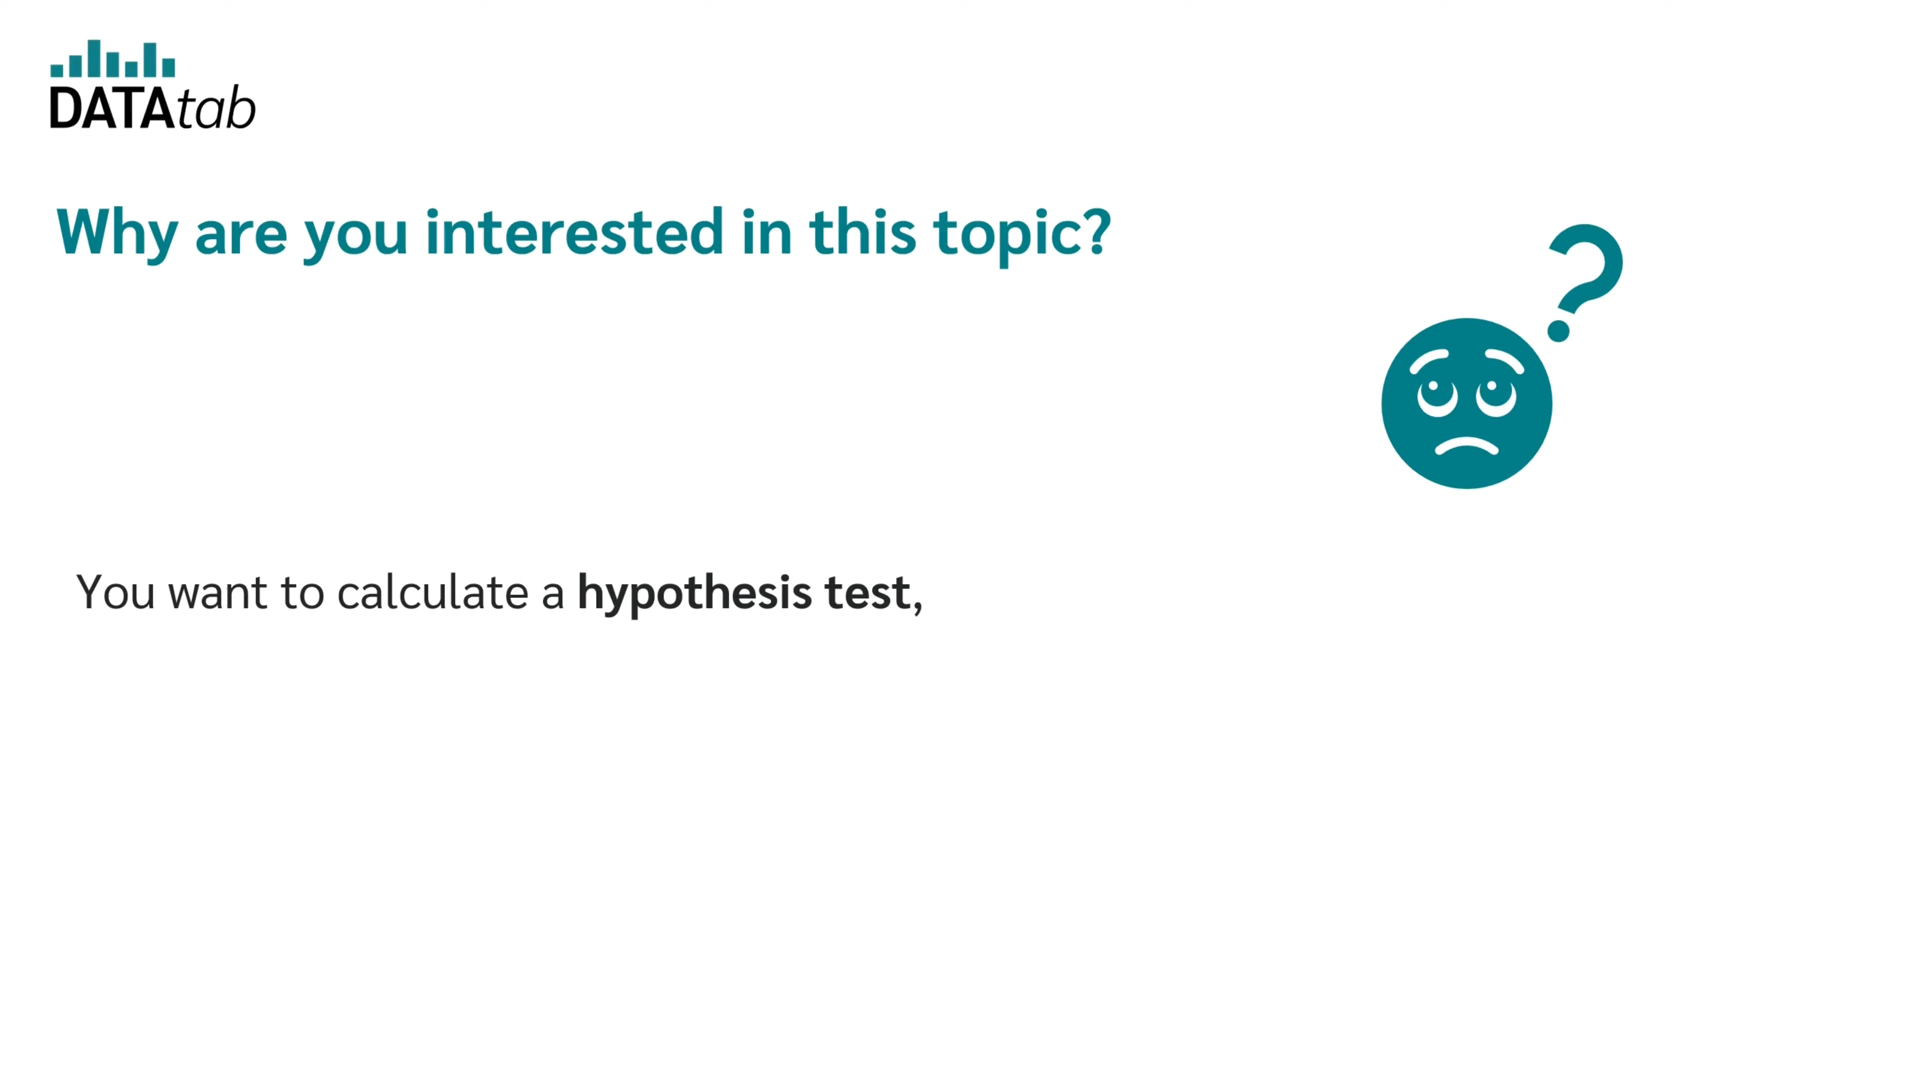 DATAtab
Why are you interested in this topic?
?
You want to calculate a hypothesis test,